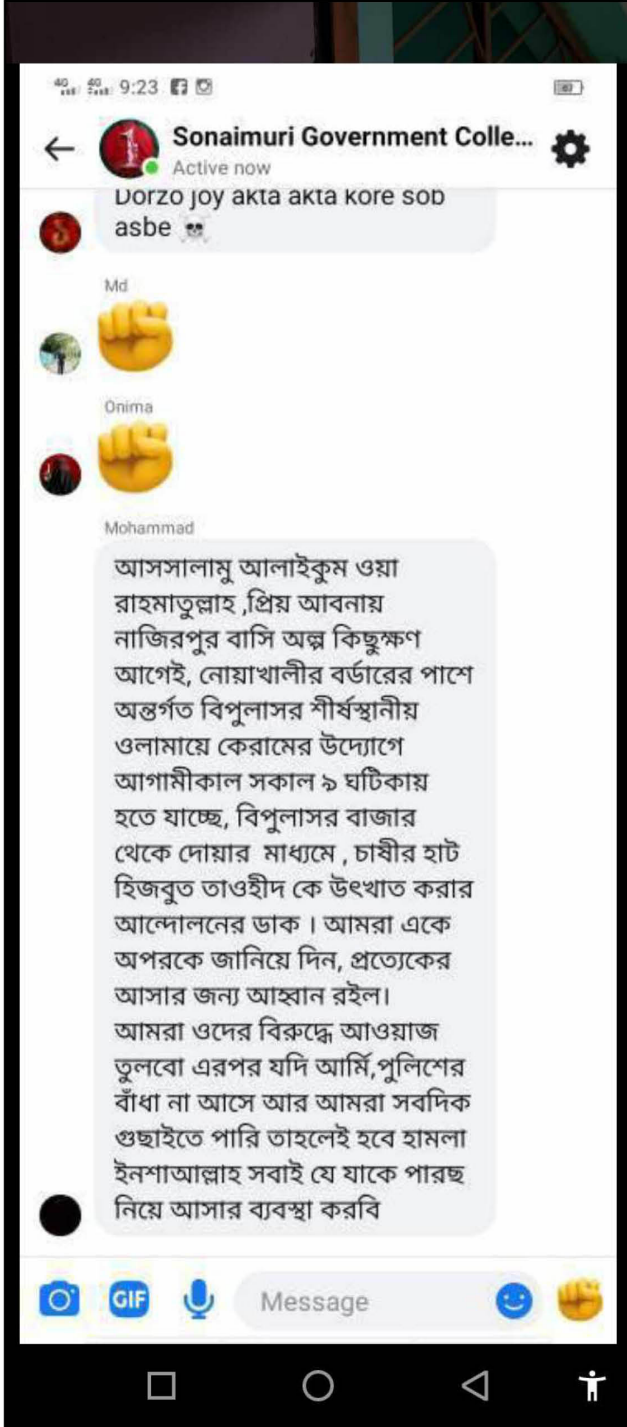 4G 4G 9:23
67
Sonaimuri Government Colle...
Active now
Dorzo joy akta akta kore sob
asbe ☠️
Md
Onima
Mohammad
আসসালামু আলাইকুম ওয়া
রাহমাতুল্লাহ ,প্রিয় আবনায়
নাজিরপুর বাসি অল্প কিছুক্ষণ
আগেই, নোয়াখালীর বর্ডারের পাশে
অন্তর্গত বিপুলাসর শীর্ষস্থানীয়
ওলামায়ে কেরামের উদ্যোগে
আগামীকাল সকাল ৯ ঘটিকায়
হতে যাচ্ছে, বিপুলাসর বাজার
থেকে দোয়ার মাধ্যমে , চাষীর হাট
হিজবুত তাওহীদ কে উৎখাত করার
আন্দোলনের ডাক । আমরা একে
অপরকে জানিয়ে দিন, প্রত্যেকের
আসার জন্য আহ্বান রইল।
আমরা ওদের বিরুদ্ধে আওয়াজ
তুলবো এরপর যদি আর্মি,পুলিশের
বাঁধা না আসে আর আমরা সবদিক
গুছাইতে পারি তাহলেই হবে হামলা
ইনশাআল্লাহ সবাই যে যাকে পারছ
নিয়ে আসার ব্যবস্থা করবি
GIF
Message